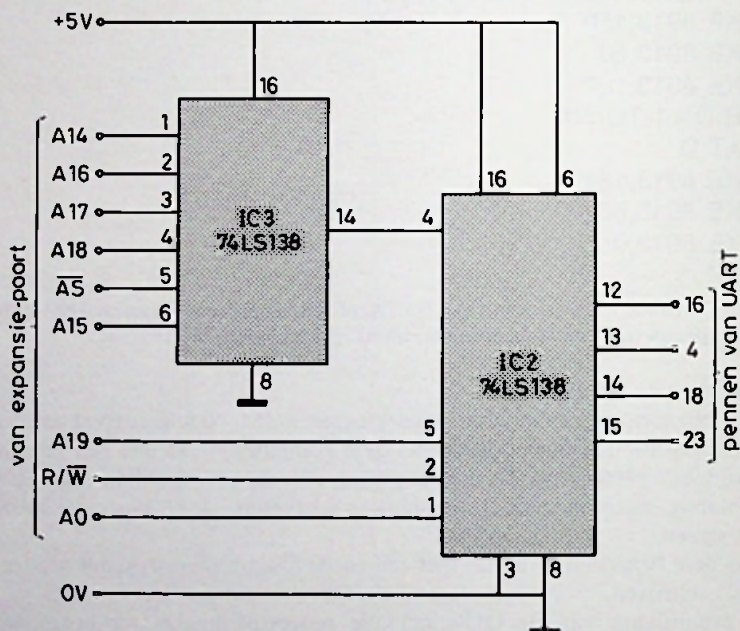 +5V
16
A14
1
A16
2
A17
3
A18
4
AS
5
A15
6
IC3
74LS138
14
8
van expansie-poort
16
6
4
IC2
74LS138
12
16
13
4
14
18
15
23
pennen van UART
A19
5
R/W
2
A0
1
3
8
0V